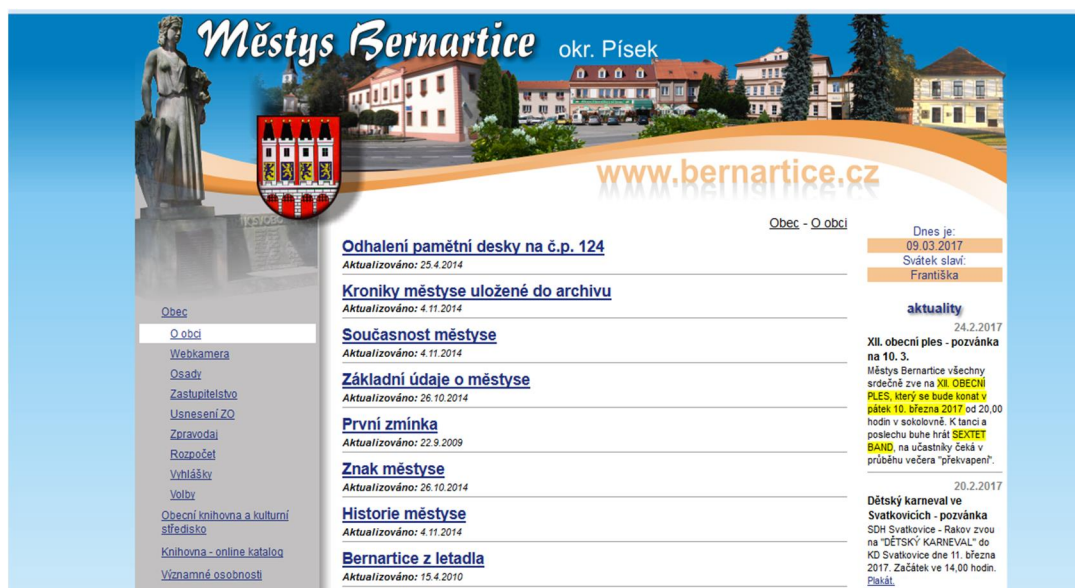 Městys Bernartice okr. Písek
www.bernartice.cz
Obec - O obci
Odhalení pamětní desky na č.p. 124
Aktualizováno: 25.4.2014
Kroniky městyse uložené do archivu
Aktualizováno: 4.11.2014
Současnost městyse
Aktualizováno: 4.11.2014
Základní údaje o městyse
Aktualizováno: 26.10.2014
První zmínka
Aktualizováno: 22.9.2009
Znak městyse
Aktualizováno: 26.10.2014
Historie městyse
Aktualizováno: 4.11.2014
Bernartice z letadla
Aktualizováno: 15.4.2010
Obec
O obci
Webkamera
Osady
Zastupitelstvo
Usnesení ZO
Zpravodaj
Rozpočet
Vyhlášky
Volby
Obecní knihovna a kulturní
středisko
Knihovna - online katalog
Významné osobnosti
Dnes je:
09.03.2017
Svátek slaví:
Františka
aktuality
24.2.2017
XII. obecní ples - pozvánka
na 10. 3.
Městys Bernartice všechny
srdečně zve na XII. OBECNÍ
PLES, který se bude konat v
pátek 10. března 2017 od 20,00
hodin v sokolovně. K tanci a
poslechu buhe hrát SEXTET
BAND, na učastníky čeká v
průběhu večera "překvapení".
20.2.2017
Dětský karneval ve
Svatkovicích - pozvánka
SDH Svatkovice - Rakov zvou
na "DĚTSKÝ KARNEVAL" do
KD Svatkovice dne 11. března
2017. Začátek ve 14,00 hodin.
Plakát.